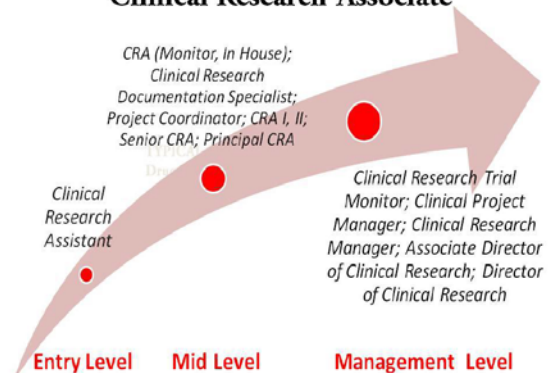 Clinical Research Associate
CRA (Monitor, In House);
Clinical Research
Documentation Specialist;
Project Coordinator; CRA I, II;
Senior CRA; Principal CRA
Clinical
Research
Assistant
Clinical Research Trial
Monitor; Clinical Project
Manager; Clinical Research
Manager; Associate Director
of Clinical Research; Director
of Clinical Research
Entry Level Mid Level Management Level